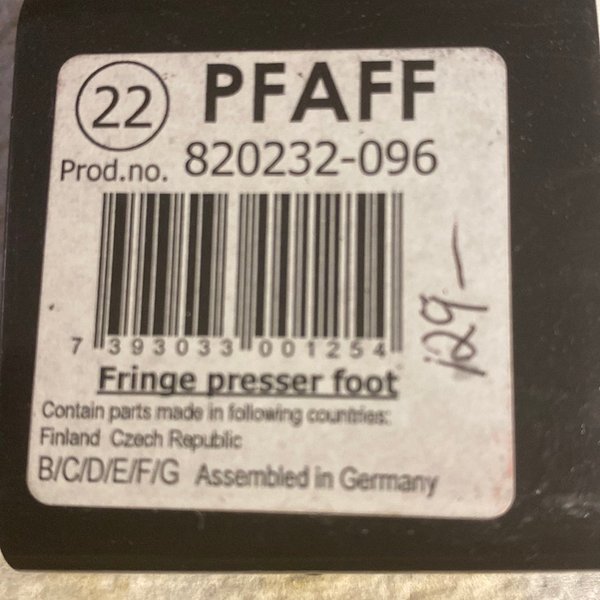 22 PFAFF
Prod.no. 820232-096
7 393033 001254
129 —
Fringe presser foot
Contain parts made in following countries:
Finland Czech Republic
B/C/D/E/F/G Assembled in Germany